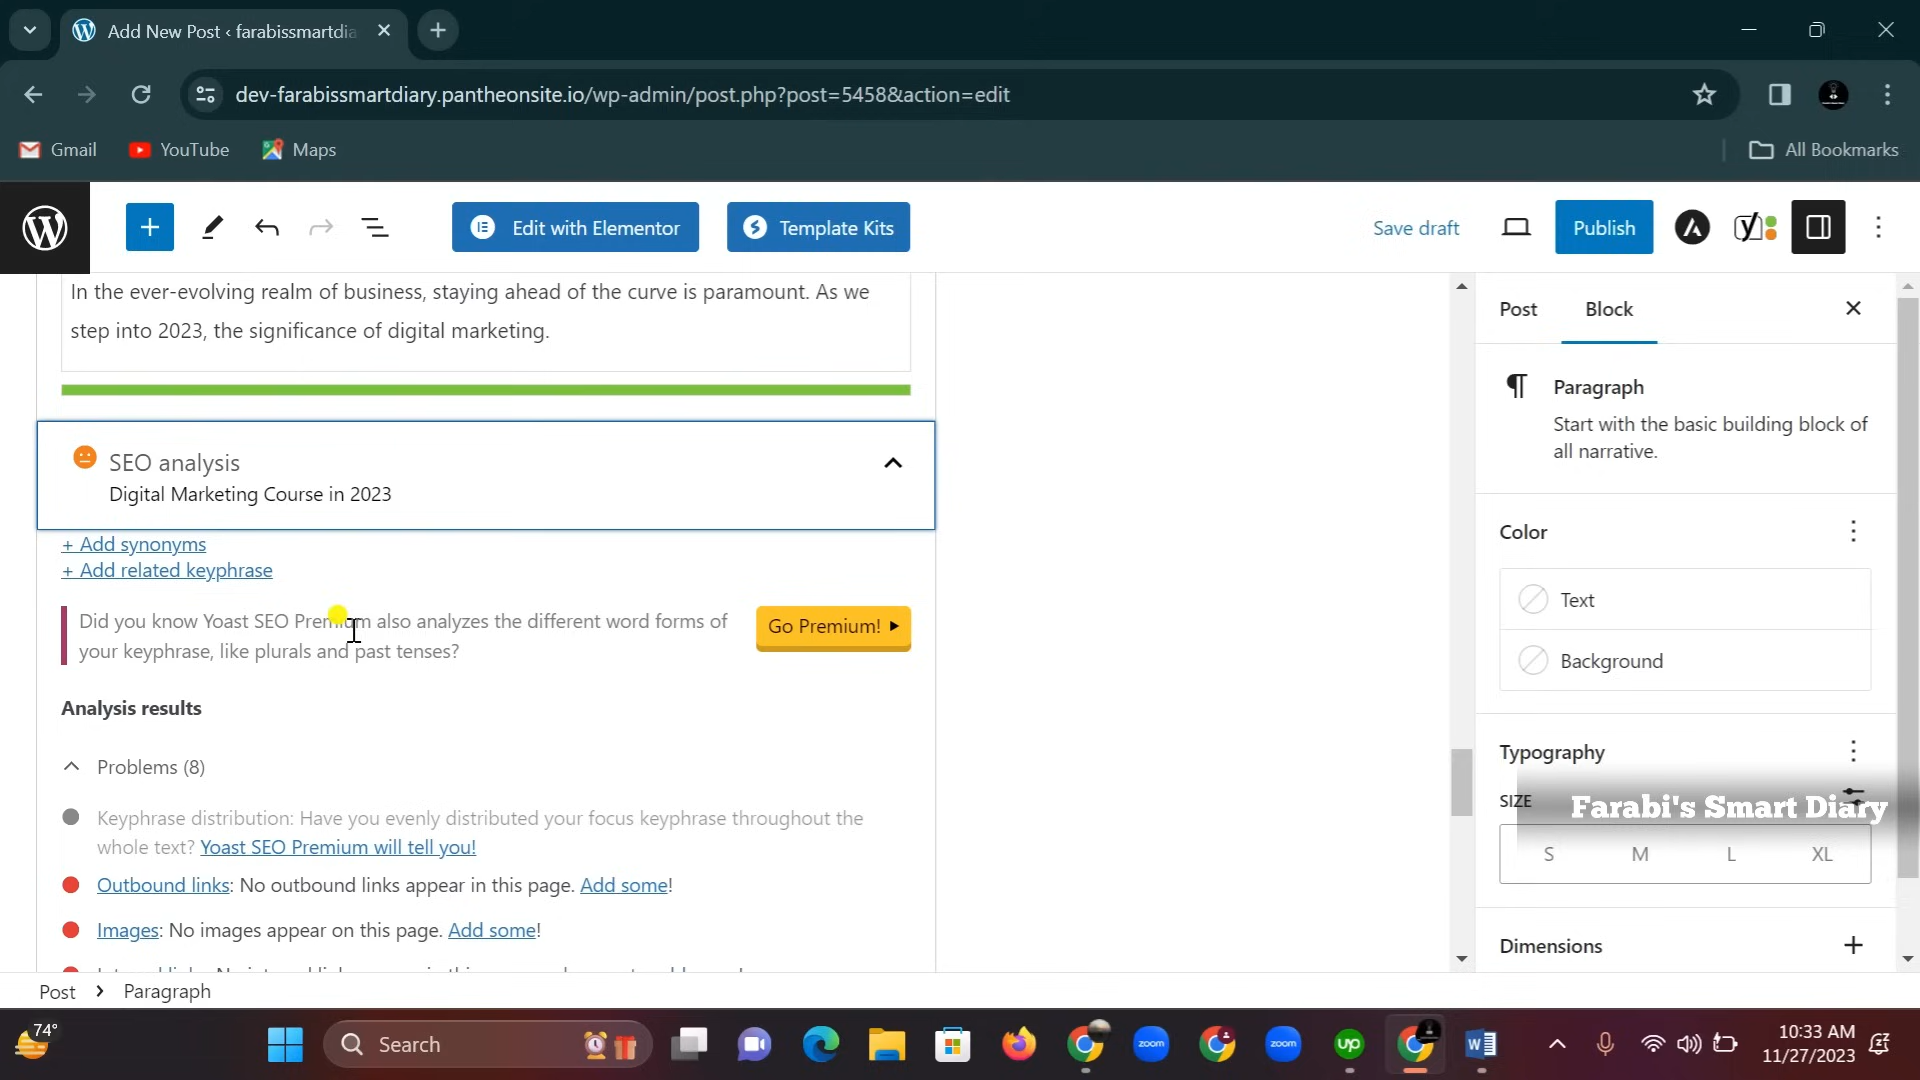 Add New Post ‹ farabissmartdia
dev-farabissmartdiary.pantheonsite.io/wp-admin/post.php?post=5458&action=edit
Gmail
YouTube
Maps
All Bookmarks
Edit with Elementor
Template Kits
Save draft
Publish
In the ever-evolving realm of business, staying ahead of the curve is paramount. As we
step into 2023, the significance of digital marketing.
SEO analysis
Digital Marketing Course in 2023
+ Add synonyms
+ Add related keyphrase
Did you know Yoast SEO Premium also analyzes the different word forms of
your keyphrase, like plurals and past tenses?
Go Premium!
Analysis results
Problems (8)
Keyphrase distribution: Have you evenly distributed your focus keyphrase throughout the
whole text? Yoast SEO Premium will tell you!
Outbound links: No outbound links appear in this page. Add some!
Images: No images appear on this page. Add some!
Post
Block
Paragraph
Start with the basic building block of
all narrative.
Color
Text
Background
Typography
SIZE
Farabi's Smart Diary
S M L XL
Dimensions
Post > Paragraph
74°
Search
zoom
zoom
up
10:33 AM
11/27/2023